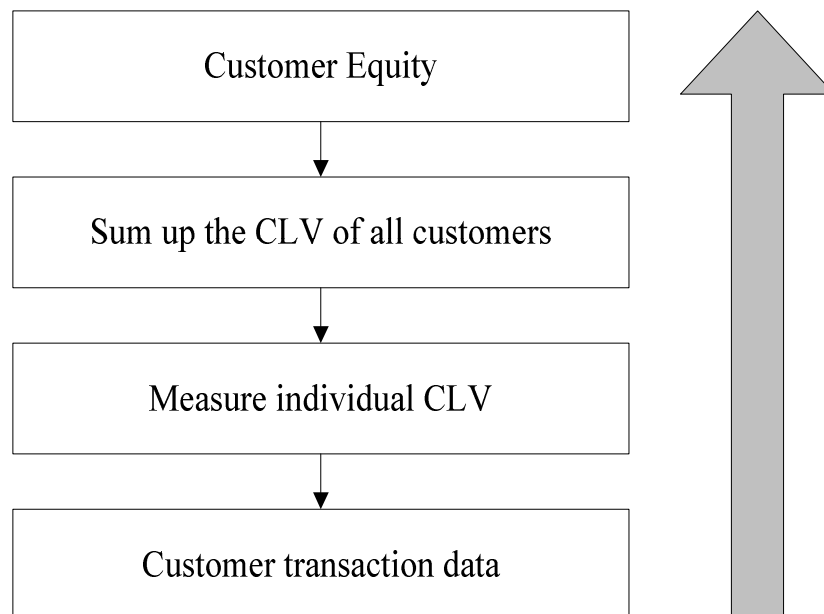 Customer Equity
Sum up the CLV of all customers
Measure individual CLV
Customer transaction data